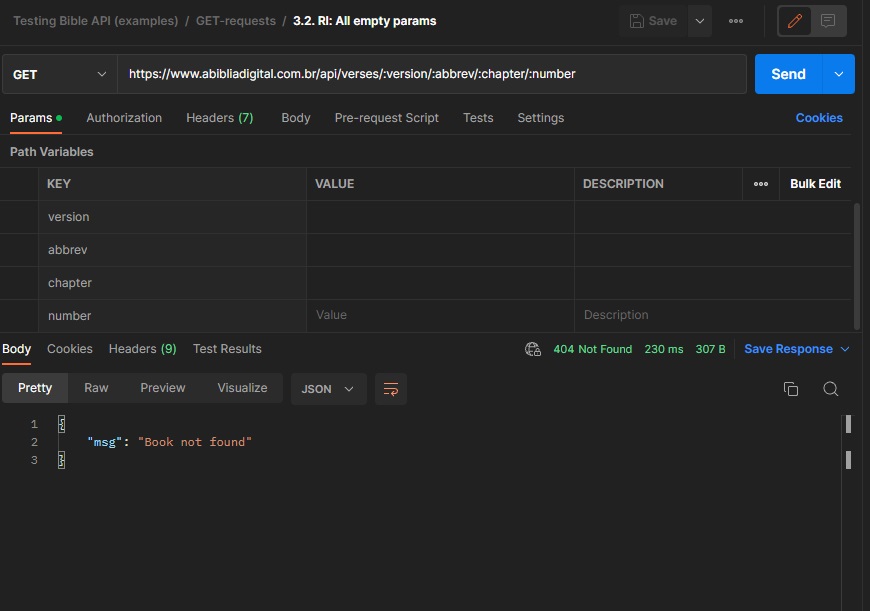 Testing Bible API (examples) / GET-requests / 3.2. RI: All empty params
Save
GET
https://www.abibliadigital.com.br/api/verses/:version/:abbrev/:chapter/:number
Send
Params Authorization Headers (7) Body Pre-request Script Tests Settings Cookies
Path Variables
KEY VALUE DESCRIPTION Bulk Edit
version
abbrev
chapter
number Value Description
Body Cookies Headers (9) Test Results 404 Not Found 230 ms 307 B Save Response
Pretty Raw Preview Visualize JSON
1 {
2 "msg": "Book not found"
3 }